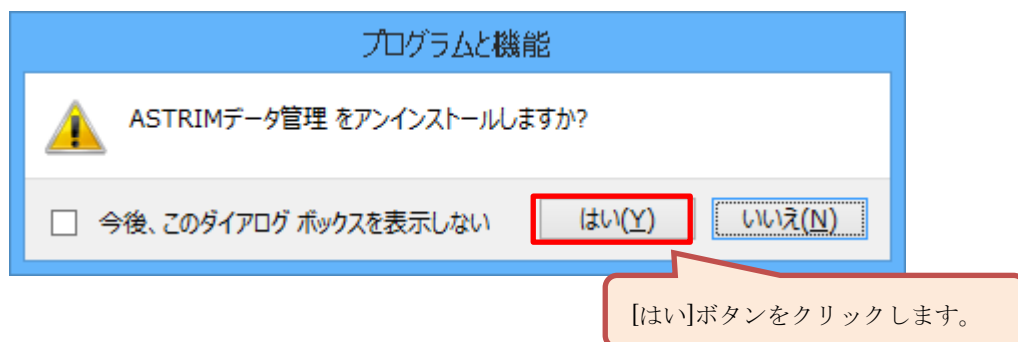 プログラムと機能
ASTRIMデータ管理 をアンインストールしますか?
今後、このダイアログ ボックスを表示しない
はい(Y)
いいえ(N)
[はい]ボタンをクリックします。